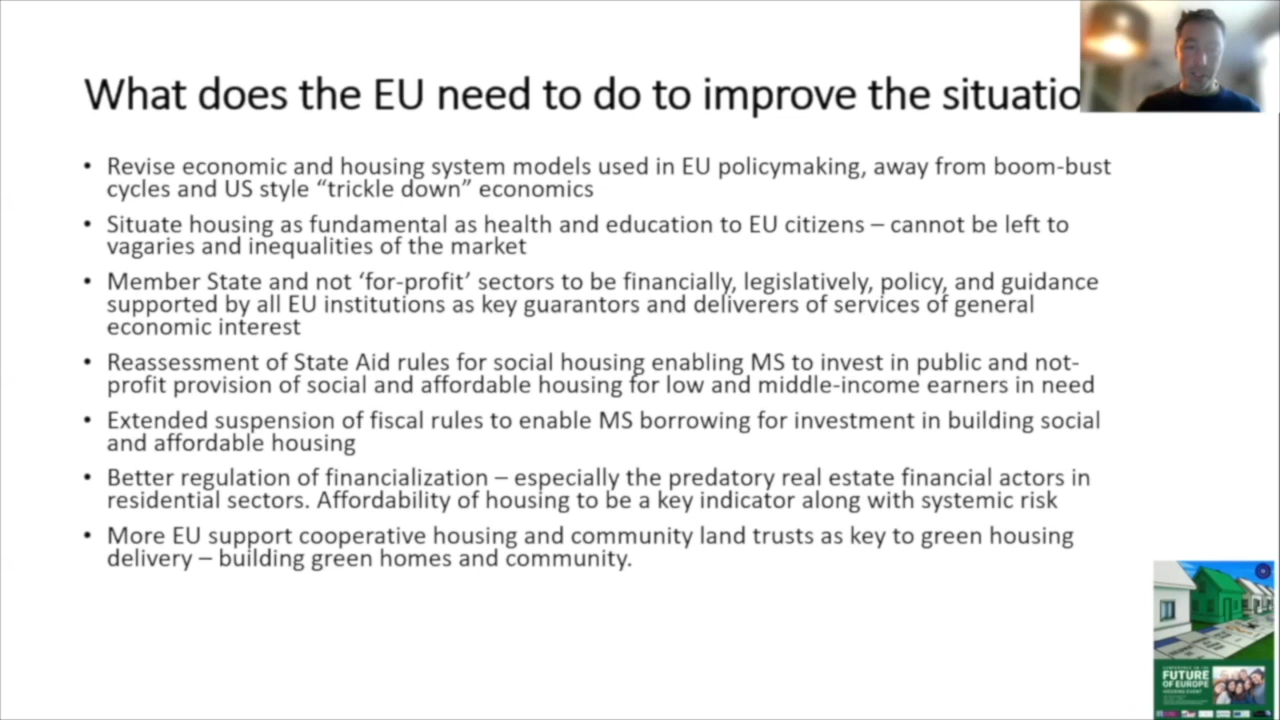 What does the EU need to do to improve the situatio
• Revise economic and housing system models used in EU policymaking, away from boom-bust
cycles and US style “trickle down” economics
• Situate housing as fundamental as health and education to EU citizens – cannot be left to
vagaries and inequalities of the market
• Member State and not ‘for-profit’ sectors to be financially, legislatively, policy, and guidance
supported by all EU institutions as key guarantors and deliverers of services of general
economic interest
• Reassessment of State Aid rules for social housing enabling MS to invest in public and not-
profit provision of social and affordable housing for low and middle-income earners in need
• Extended suspension of fiscal rules to enable MS borrowing for investment in building social
and affordable housing
• Better regulation of financialization – especially the predatory real estate financial actors in
residential sectors. Affordability of housing to be a key indicator along with systemic risk
• More EU support cooperative housing and community land trusts as key to green housing
delivery – building green homes and community.
CONFERENCE ON THE
FUTURE
OF EUROPE
HOUSING EVENT